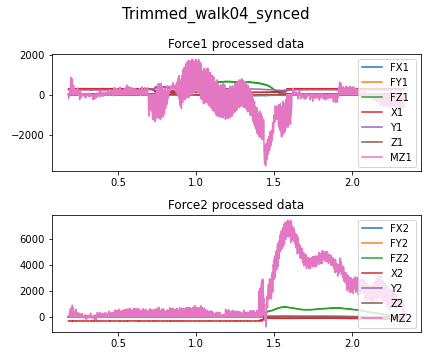 Trimmed_walk04_synced
Force1 processed data
2000
0
−2000
FX1
FY1
FZ1
X1
Y1
Z1
MZ1
0.5
1.0
1.5
2.0
Force2 processed data
6000
4000
2000
0
FX2
FY2
FZ2
X2
Y2
Z2
MZ2
0.5
1.0
1.5
2.0